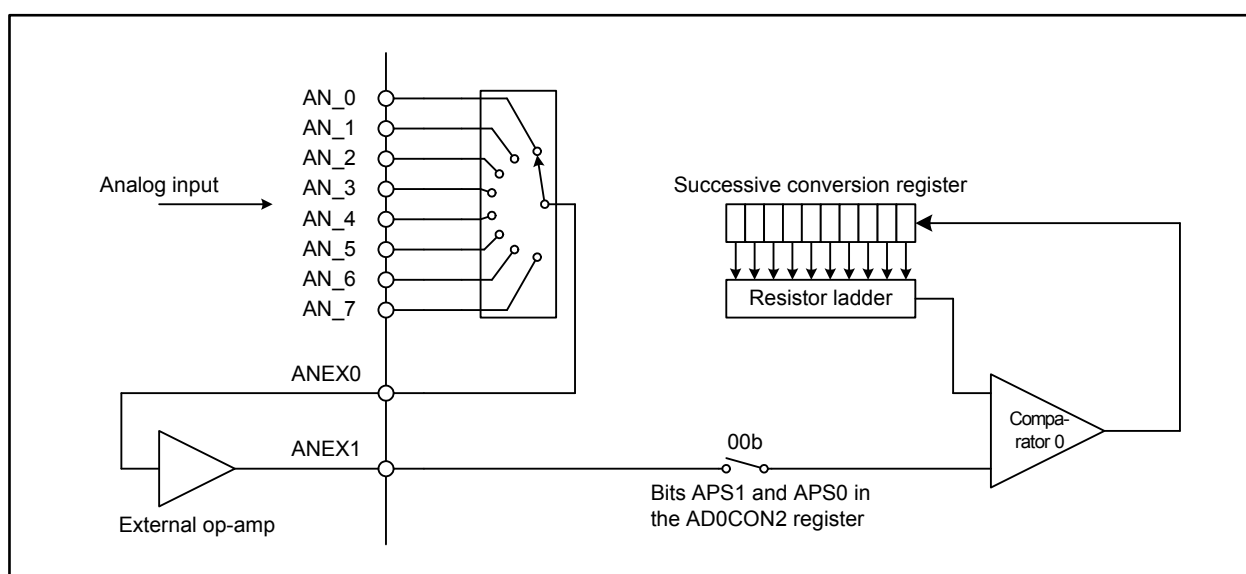 AN_0
AN_1
AN_2
AN_3
AN_4
AN_5
AN_6
AN_7
Analog input
ANEX0
ANEX1
External op-amp
Successive conversion register
Resistor ladder
Compa-
rator 0
00b
Bits APS1 and APS0 in
the AD0CON2 register